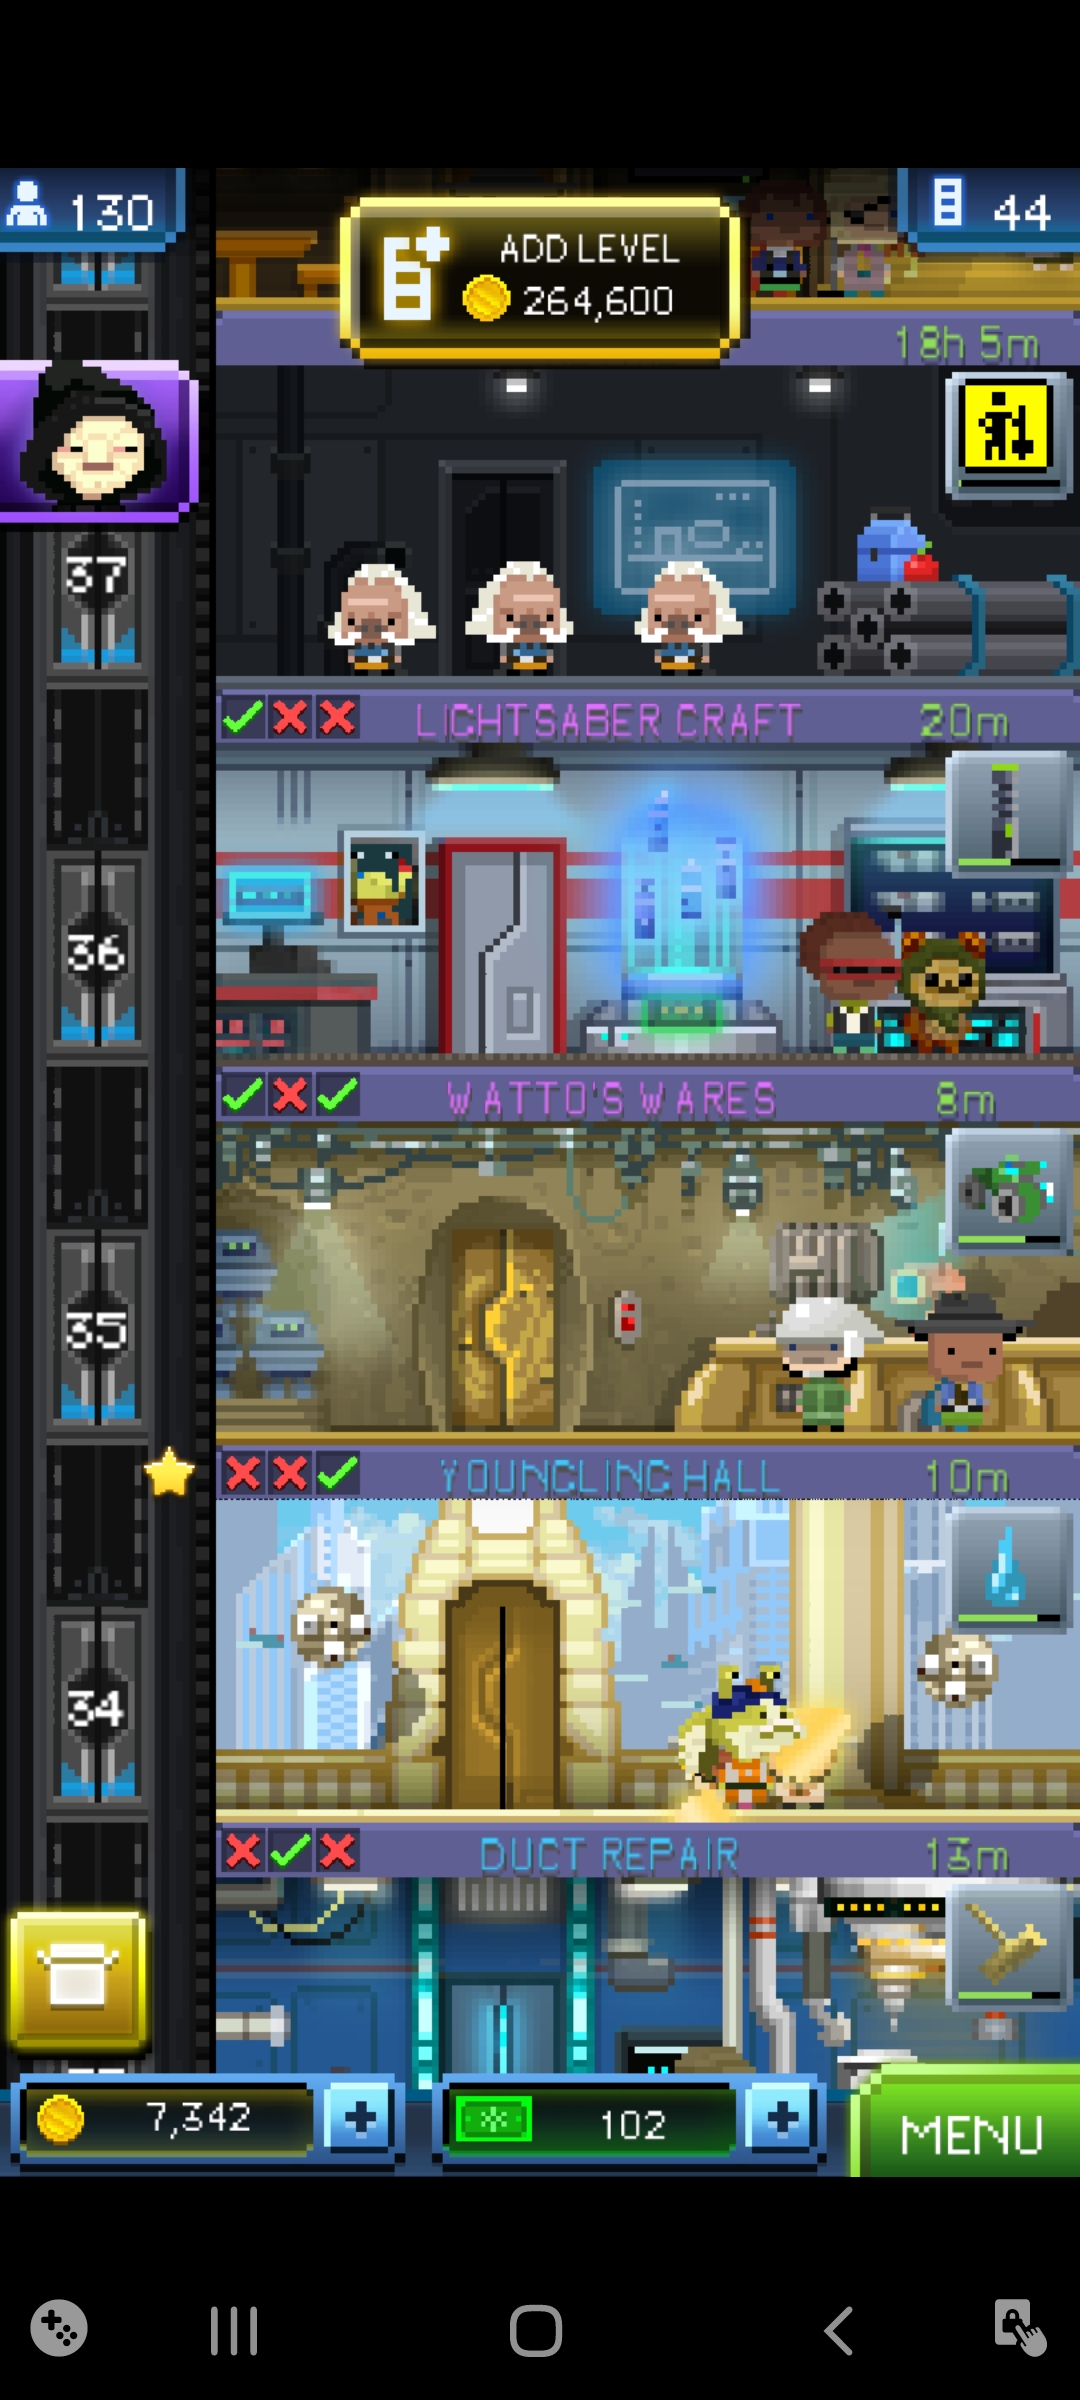 130
ADD LEVEL
264,600
44
18h 5m
37
LIGHTSABER CRAFT
20m
36
WATTO'S WARES
8m
35
YOUNGLING HALL
10m
34
DUCT REPAIR
13m
7,342
102
MENU